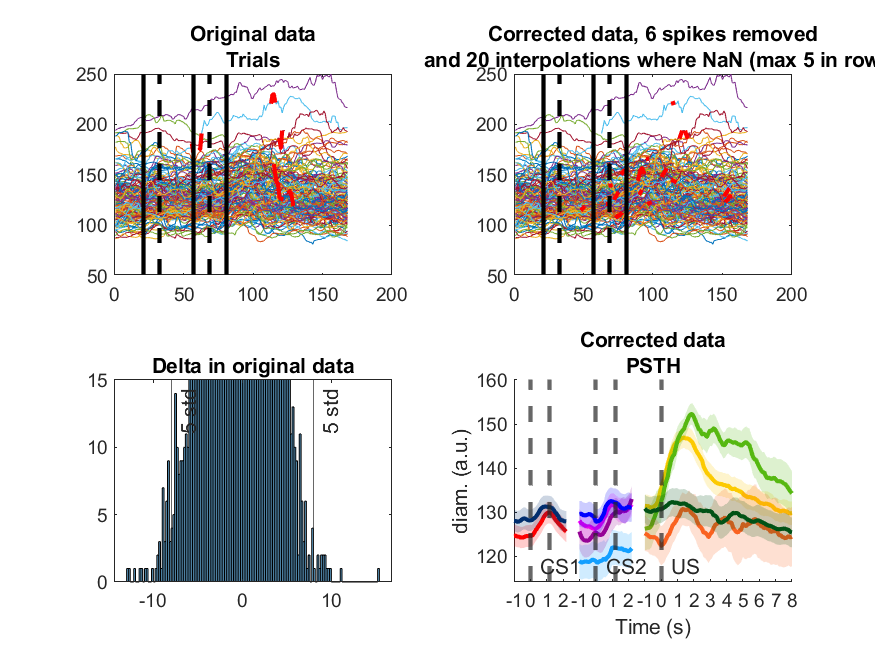 Original data
Trials
250
200
150
100
50
0 50 100 150 200
Corrected data, 6 spikes removed
and 20 interpolations where NaN (max 5 in row
250
200
150
100
50
0 50 100 150 200
Delta in original data
15
10
5
0
5 std
5 std
-10 0 10
Corrected data
PSTH
160
150
140
130
120
diam. (a.u.)
CS1 CS2 US
-1 0 1 2 -1 0 1 2 -1 0 1 2 3 4 5 6 7 8
Time (s)